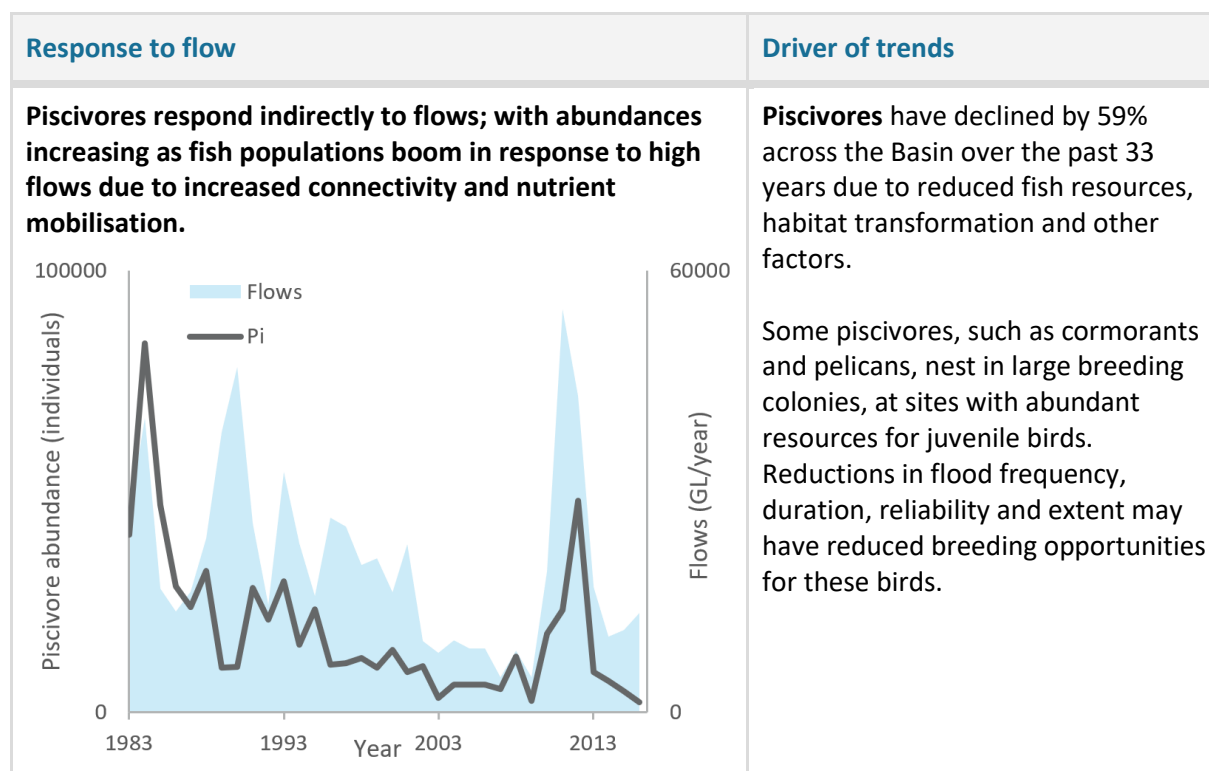 Response to flow
Driver of trends
Piscivores respond indirectly to flows; with abundances
increasing as fish populations boom in response to high
flows due to increased connectivity and nutrient
mobilisation.
100000
60000
Flows
Pi
Piscivore abundance (individuals)
Flows (GL/year)
0
0
1983
1993
Year
2003
2013
Piscivores have declined by 59%
across the Basin over the past 33
years due to reduced fish resources,
habitat transformation and other
factors.
Some piscivores, such as cormorants
and pelicans, nest in large breeding
colonies, at sites with abundant
resources for juvenile birds.
Reductions in flood frequency,
duration, reliability and extent may
have reduced breeding opportunities
for these birds.